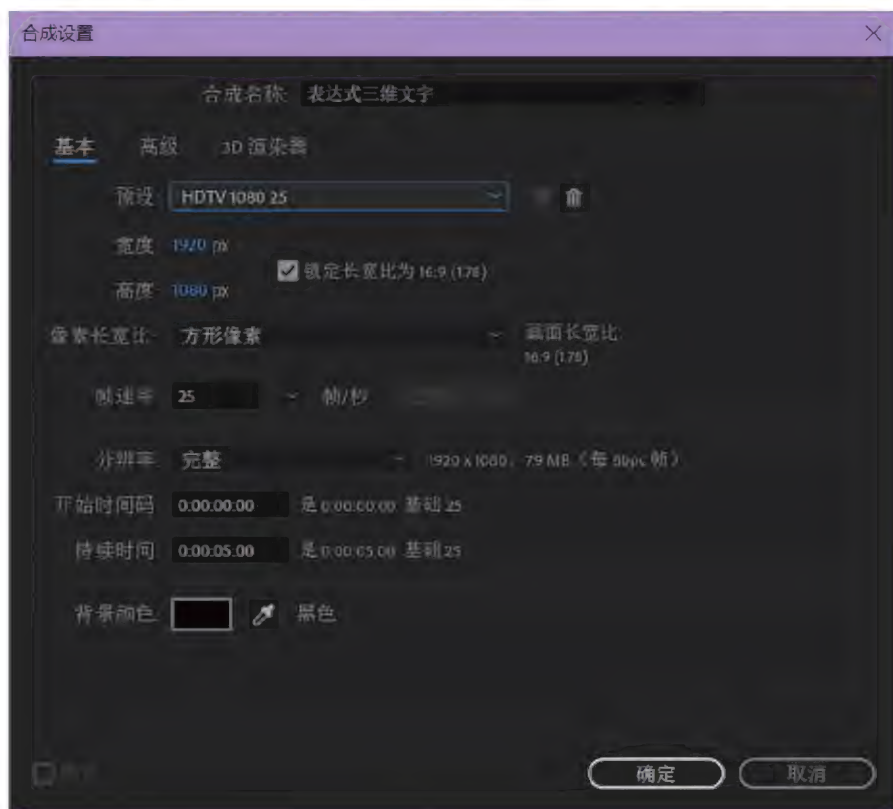 合成设置
合成名称: 表达式三维文字
基本 高级 3D 渲染器
预设: HDTV 1080 25
宽度: 1920 px
锁定长宽比为 16:9 (1.78)
高度: 1080 px
像素长宽比: 方形像素 画面长宽比:
16:9 (1.78)
帧速率: 25 帧/秒
分辨率: 完整 1920 x 1080, 7.9 MB（每 8bpc 帧）
开始时间码: 0:00:00:00 是 0:00:00:00 基础 25
持续时间: 0:00:05:00 是 0:00:05:00 基础 25
背景颜色: 黑色
确定 取消